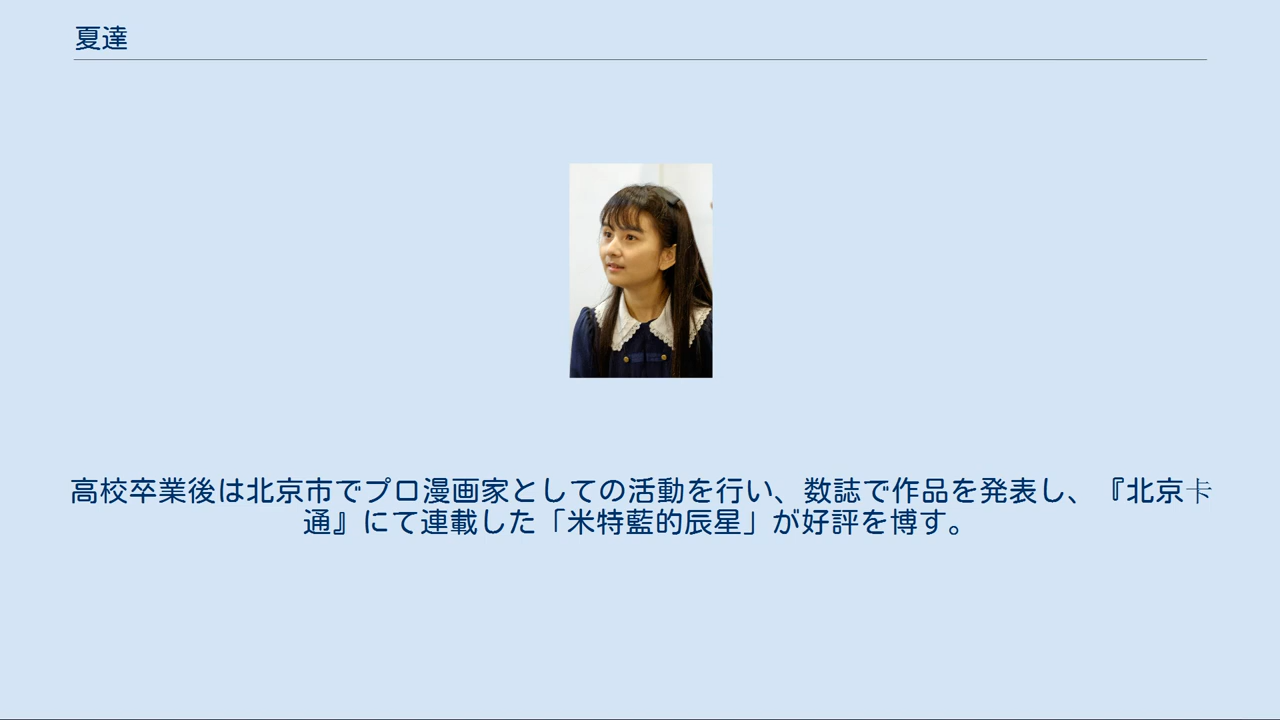 夏達
高校卒業後は北京市でプロ漫画家としての活動を行い、数誌で作品を発表し、『北京卡
通』にて連載した「米特藍的辰星」が好評を博す。